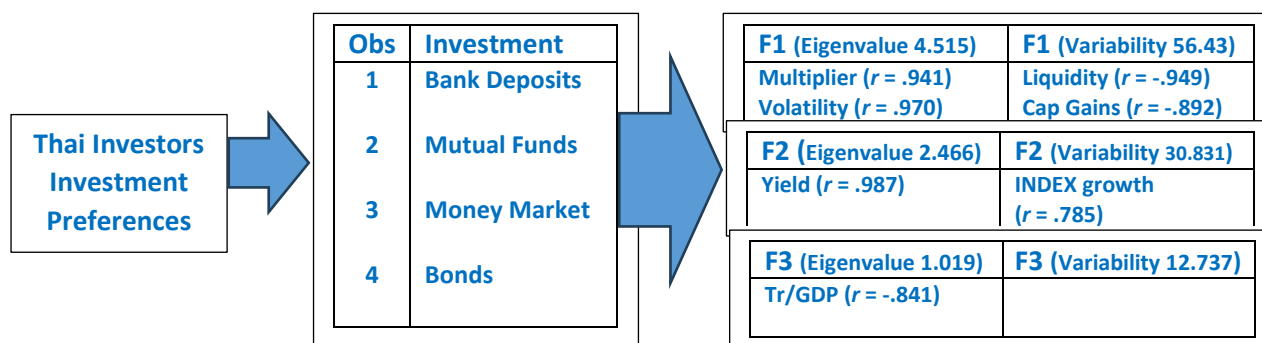 Thai Investors
Investment
Preferences
Obs Investment
1 Bank Deposits
2 Mutual Funds
3 Money Market
4 Bonds
F1 (Eigenvalue 4.515) F1 (Variability 56.43)
Multiplier (r = .941) Liquidity (r = -.949)
Volatility (r = .970) Cap Gains (r = -.892)
F2 (Eigenvalue 2.466) F2 (Variability 30.831)
Yield (r = .987) INDEX growth
(r = .785)
F3 (Eigenvalue 1.019) F3 (Variability 12.737)
Tr/GDP (r = -.841)